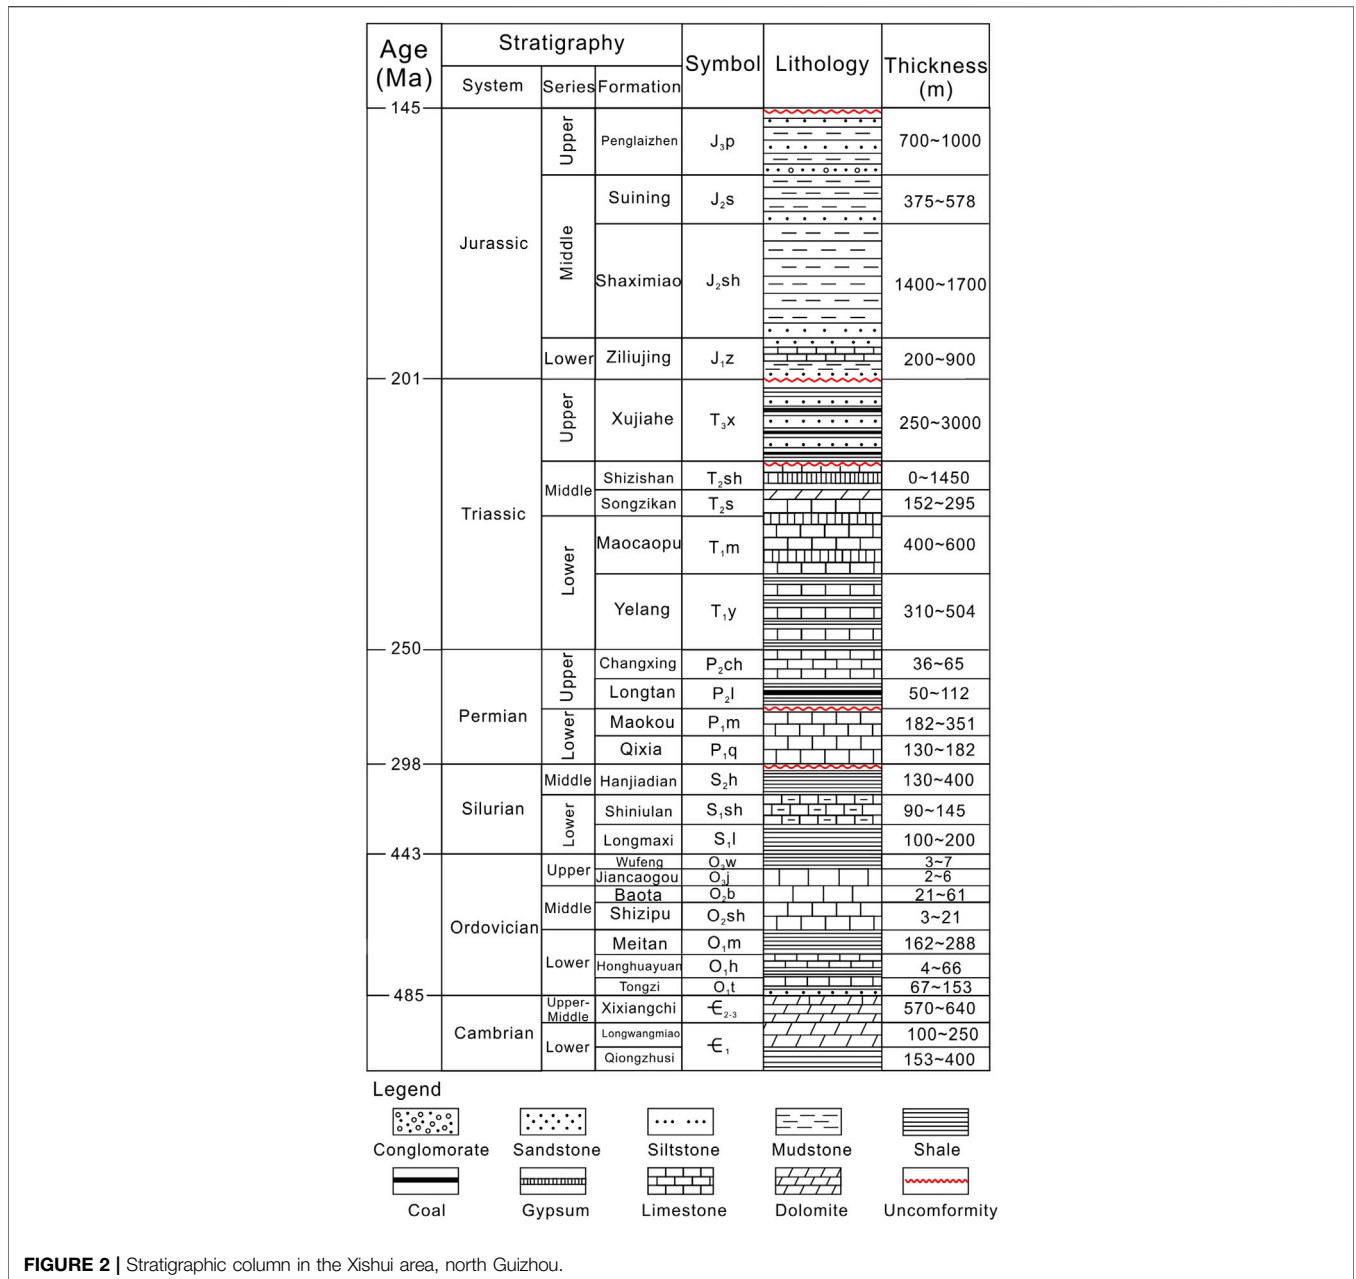 Age
(Ma)
Stratigraphy
Symbol
Lithology
Thickness
(m)
System
Series
Formation
145
Jurassic
Upper
Penglaizhen
J3p
700~1000
Middle
Suining
J2s
375~578
Shaximiao
J2sh
1400~1700
Lower
Ziliujing
J1z
200~900
201
Triassic
Upper
Xujiahe
T3x
250~3000
Middle
Shizishan
T2sh
0~1450
Songzikan
T2s
152~295
Lower
Maocaopu
T1m
400~600
Yelang
T1y
310~504
250
Permian
Upper
Changxing
P2ch
36~65
Longtan
P2l
50~112
Lower
Maokou
P1m
182~351
Qixia
P1q
130~182
298
Silurian
Middle
Hanjiadian
S2h
130~400
Lower
Shiniulan
S1sh
90~145
Longmaxi
S1l
100~200
443
Ordovician
Upper
Wufeng
O3w
3~7
Jiancaogou
O3j
2~6
Middle
Baota
O2b
21~61
Shizipu
O2sh
3~21
Lower
Meitan
O1m
162~288
Honghuayuan
O1h
4~66
Tongzi
O1t
67~153
485
Cambrian
Upper-
Middle
Xixiangchi
Є2-3
570~640
Lower
Longwangmiao
Є1
100~250
Qiongzhusi
153~400
Legend
Conglomorate
Sandstone
Siltstone
Mudstone
Shale
Coal
Gypsum
Limestone
Dolomite
Uncomformity
FIGURE 2 | Stratigraphic column in the Xishui area, north Guizhou.